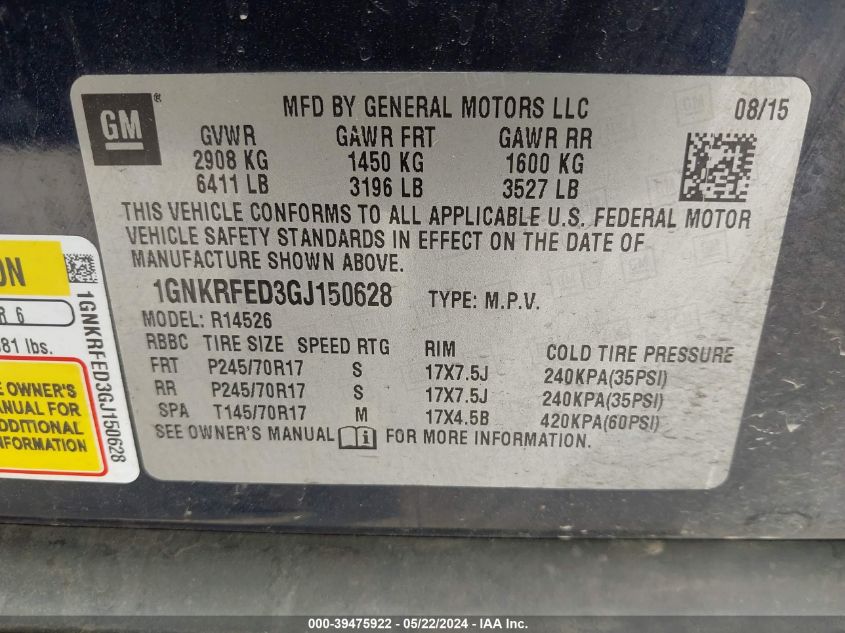 GM ®
MFD BY GENERAL MOTORS LLC 08/15
GVWR GAWR FRT GAWR RR
2908 KG 1450 KG 1600 KG
6411 LB 3196 LB 3527 LB
THIS VEHICLE CONFORMS TO ALL APPLICABLE U.S. FEDERAL MOTOR
VEHICLE SAFETY STANDARDS IN EFFECT ON THE DATE OF
MANUFACTURE SHOWN ABOVE.
1GNKRFED3GJ150628 TYPE: M.P.V.
MODEL: R14526
RBBC TIRE SIZE SPEED RTG RIM COLD TIRE PRESSURE
FRT P245/70R17 S 17X7.5J 240KPA(35PSI)
RR P245/70R17 S 17X7.5J 240KPA(35PSI)
SPA T145/70R17 M 17X4.5B 420KPA(60PSI)
SEE OWNER'S MANUAL i FOR MORE INFORMATION.
ON
R 6
81 lbs.
E OWNER'S
ANUAL FOR
DDITIONAL
NFORMATION
1GNKRFED3GJ150628
000-39475922 - 05/22/2024 - IAA Inc.